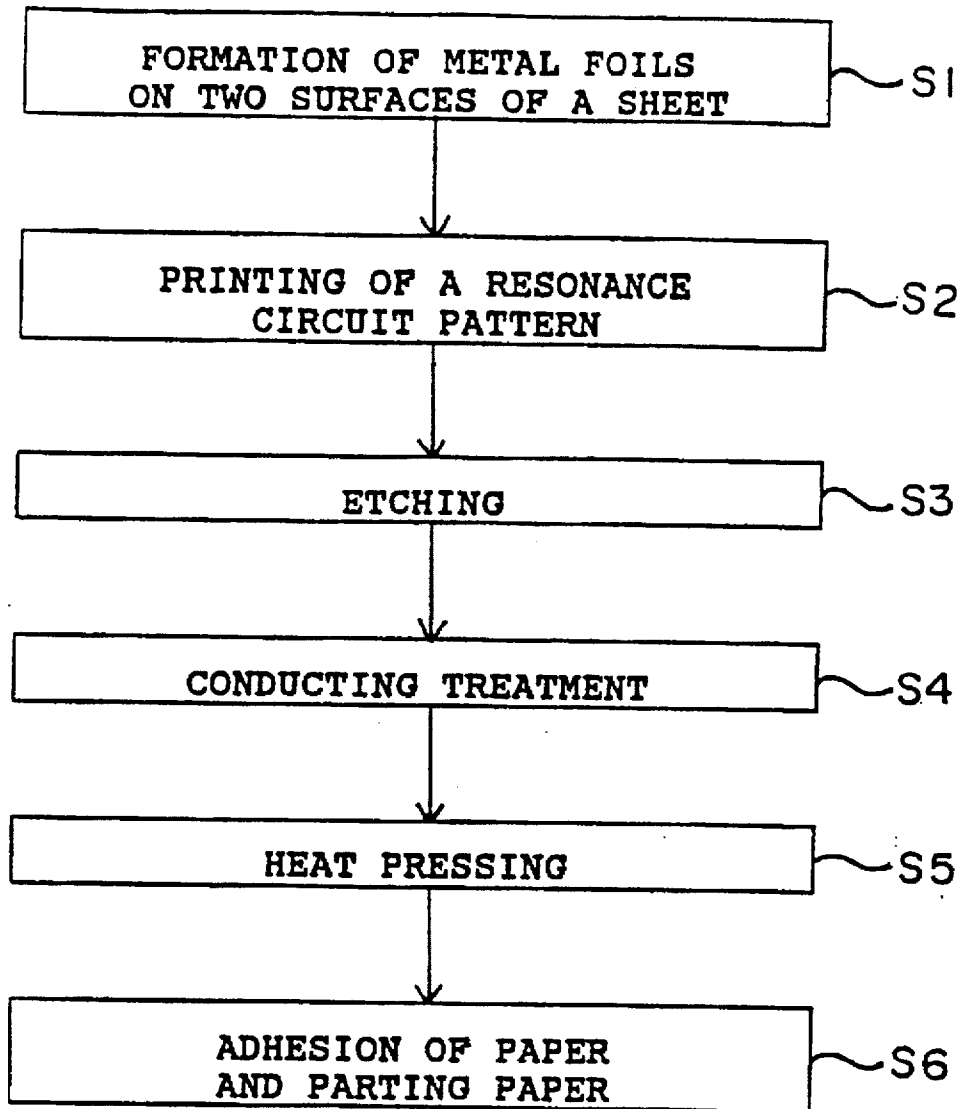 FORMATION OF METAL FOILS
ON TWO SURFACES OF A SHEET
S1
PRINTING OF A RESONANCE
CIRCUIT PATTERN
S2
ETCHING
S3
CONDUCTING TREATMENT
S4
HEAT PRESSING
S5
ADHESION OF PAPER
AND PARTING PAPER
S6